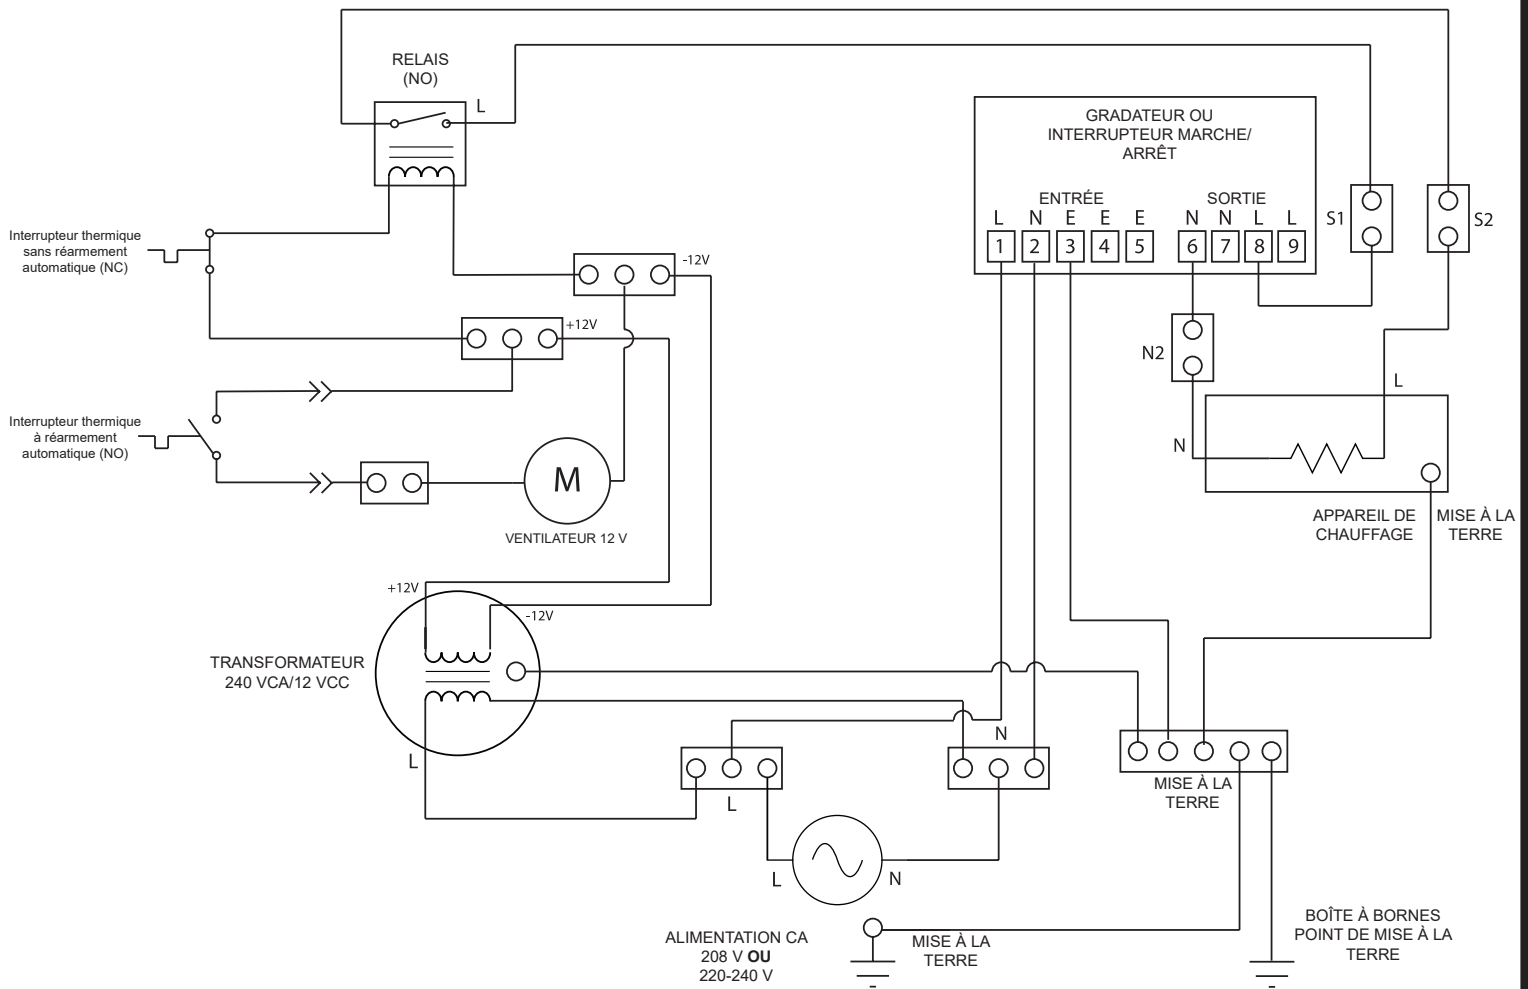 RELAIS
(NO)
L
GRADATEUR OU
INTERRUPTEUR MARCHE/
ARRÊT
ENTRÉE
SORTIE
L N E E E N N L L
1 2 3 4 5 6 7 8 9
S1
S2
Interrupteur thermique
sans réarmement
automatique (NC)
-12V
+12V
N2
L
N
Interrupteur thermique
à réarmement
automatique (NO)
M
VENTILATEUR 12 V
APPAREIL DE
CHAUFFAGE
MISE À LA
TERRE
+12V
-12V
TRANSFORMATEUR
240 VCA/12 VCC
L
N
L
MISE À LA
TERRE
L
N
ALIMENTATION CA
208 V OU
220-240 V
MISE À LA
TERRE
BOÎTE À BORNES
POINT DE MISE À LA
TERRE